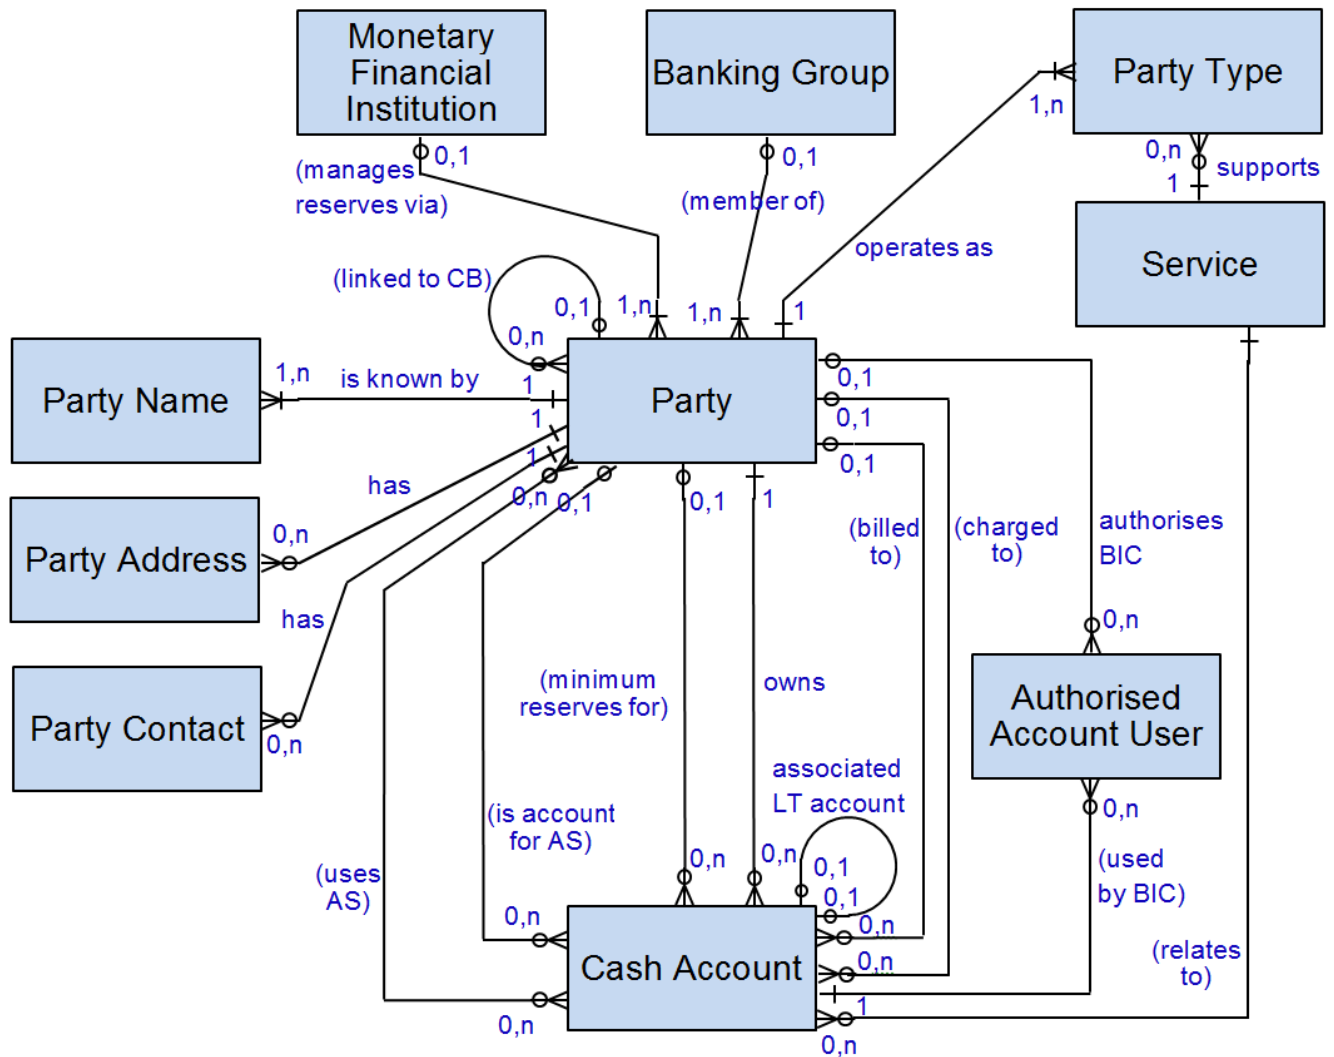 Monetary
Financial
Institution
Banking Group
Party Type
0,1
0,1
1,n
0,n
supports
1
(manages
reserves via)
(member of)
operates as
Service
(linked to CB)
0,1
0,n
1,n
1,n
1
Party Name
1,n
is known by
1
Party
0,1
0,1
0,1
1
1
has
0,n
0,1
0,1
1
Party Address
0,n
(billed
to)
(charged
to)
authorises
BIC
has
0,n
Party Contact
0,n
(minimum
reserves for)
owns
Authorised
Account User
associated
LT account
0,n
(is account
for AS)
(uses
AS)
0,n
0,n
0,1
0,1
(used
by BIC)
0,n
0,n
0,n
(relates
to)
Cash Account
0,n
1
0,n